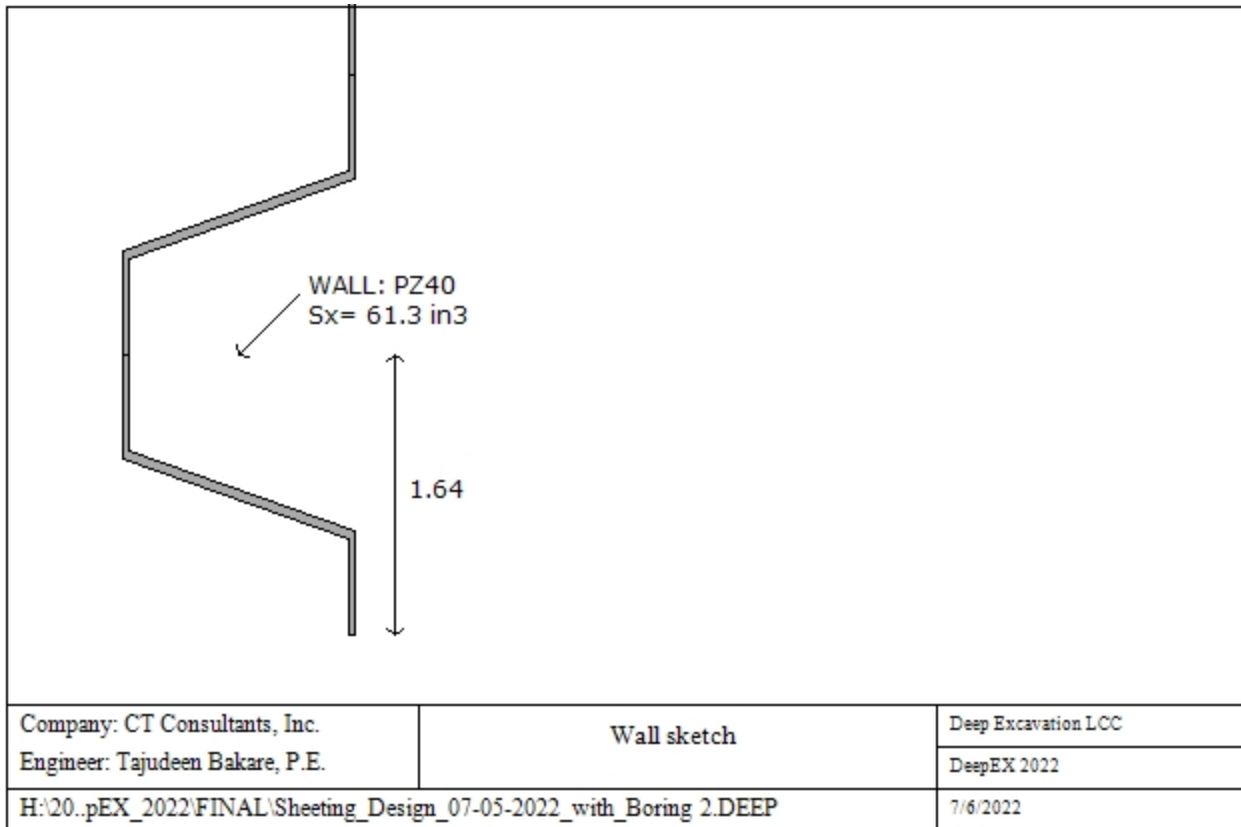 WALL: PZ40
Sx= 61.3 in3
1.64
Company: CT Consultants, Inc.
Engineer: Tajudeen Bakare, P.E.
Wall sketch
Deep Excavation LCC
DeepEX 2022
H:\20..pEX_2022\FINAL\Sheeting_Design_07-05-2022_with_Boring 2.DEEP
7/6/2022